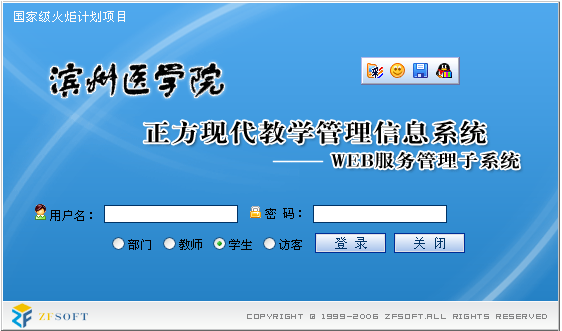 国家级火炬计划项目
滨州医学院
彩
正方现代教学管理信息系统
—— WEB服务管理子系统
用户名： 密 码：
部门 教师 学生 访客 登 录 关 闭
ZFSOFT COPYRIGHT @ 1999-2006 ZFSOFT.ALL RIGHTS RESERVED